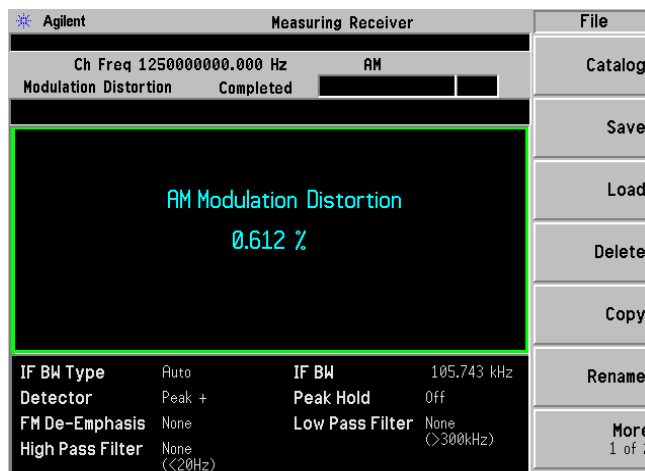 Agilent Measuring Receiver File
Ch Freq 1250000000.000 Hz AM
Modulation Distortion Completed
Catalog
Save
Load
Delete
Copy
Rename
More
1 of
AM Modulation Distortion
0.612 %
IF BW Type Auto IF BW 105.743 kHz
Detector Peak + Peak Hold Off
FM De-Emphasis None Low Pass Filter None
(>300kHz)
High Pass Filter None
(<20Hz)